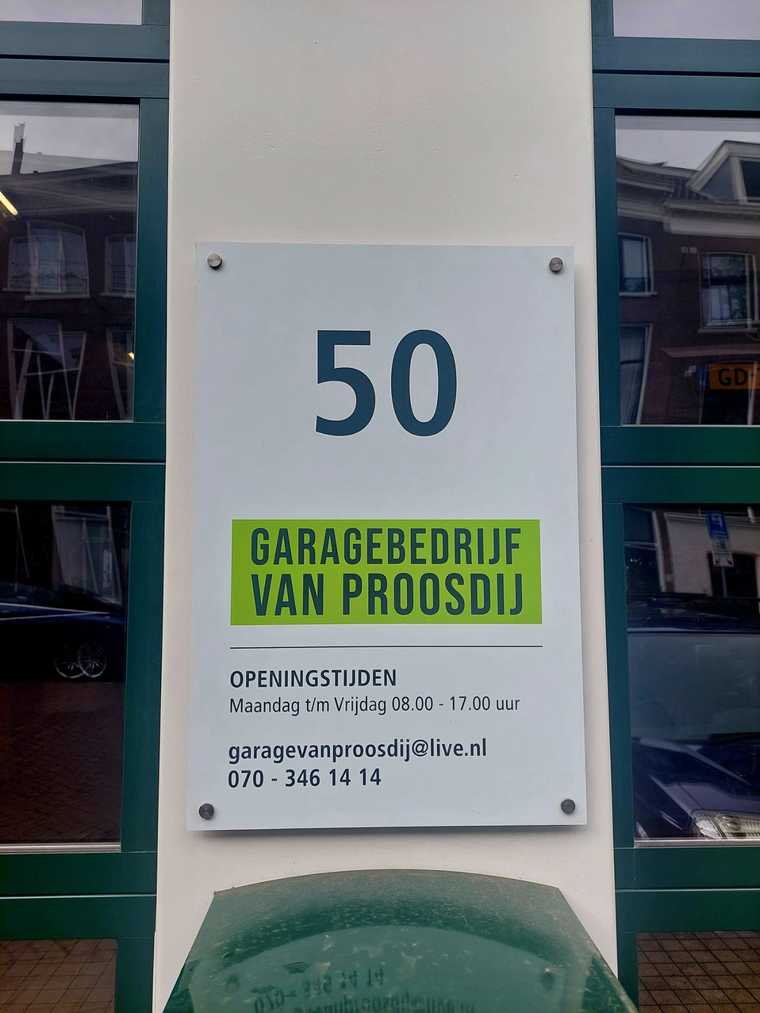 50
GARAGEBEDRIJF
VAN PROOSDIJ
OPENINGSTIJDEN
Maandag t/m Vrijdag 08.00 - 17.00 uur
garagevanproosdij@live.nl
070 - 346 14 14